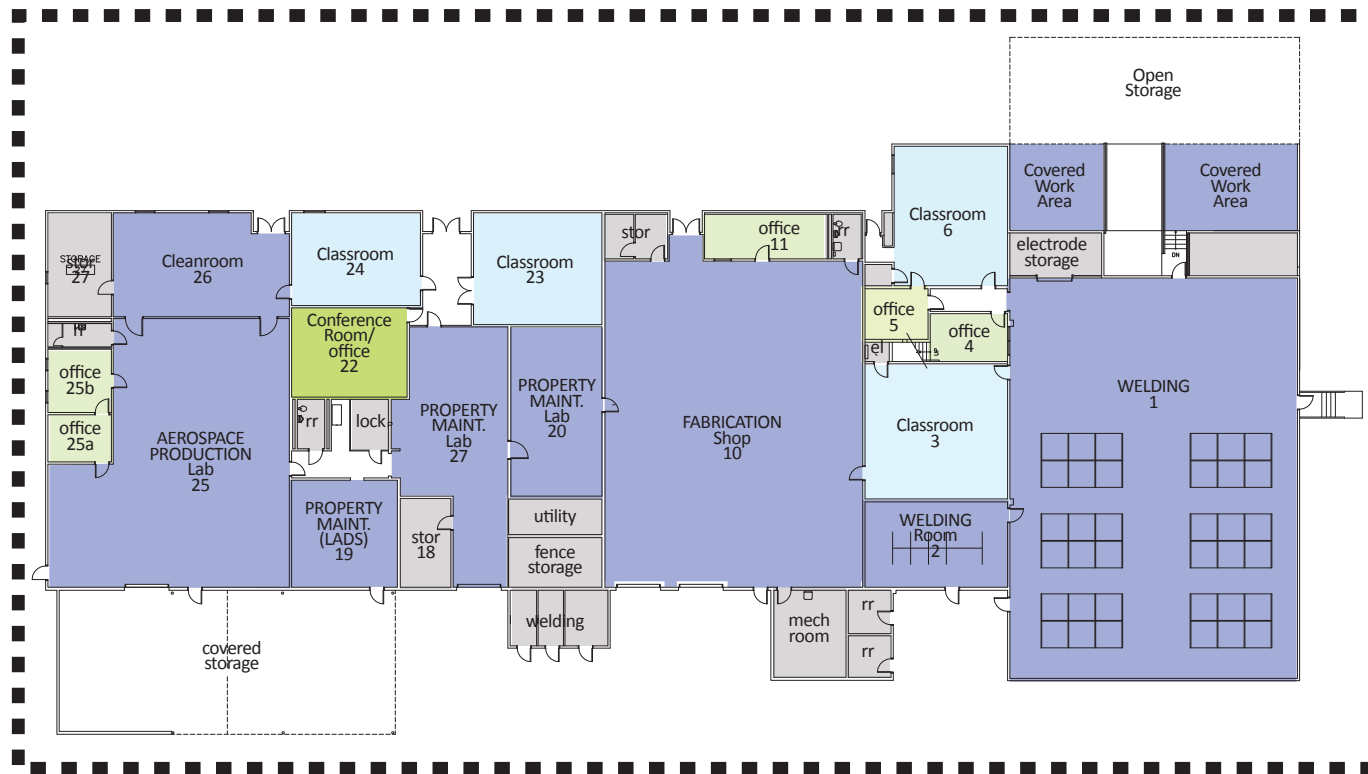 Open
Storage
Covered
Work
Area
Covered
Work
Area
Classroom
6
electrode
storage
DN
stor
office
11
rr
STORAGE
stor
27
Cleanroom
26
Classroom
24
Classroom
23
Conference
Room/
office
22
office
5
office
4
el
rr
office
25b
office
25a
AEROSPACE
PRODUCTION
Lab
25
rr
lock
PROPERTY
MAINT.
Lab
27
PROPERTY
MAINT.
Lab
20
FABRICATION
Shop
10
Classroom
3
WELDING
1
PROPERTY
MAINT.
(LADS)
19
stor
18
utility
fence
storage
WELDING
Room
2
welding
mech
room
rr
rr
covered
storage